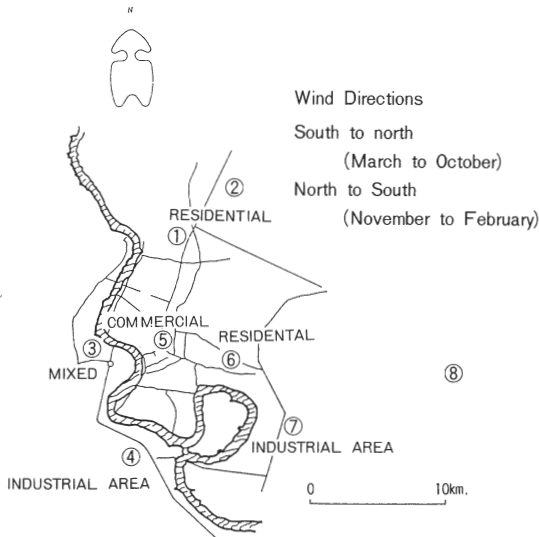 N
Wind Directions
South to north
(March to October)
North to South
(November to February)
②
RESIDENTIAL
①
COMMERCIAL
⑤
RESIDENTAL
③
⑥
MIXED
⑧
⑦
INDUSTRIAL AREA
④
INDUSTRIAL AREA
0 10km.